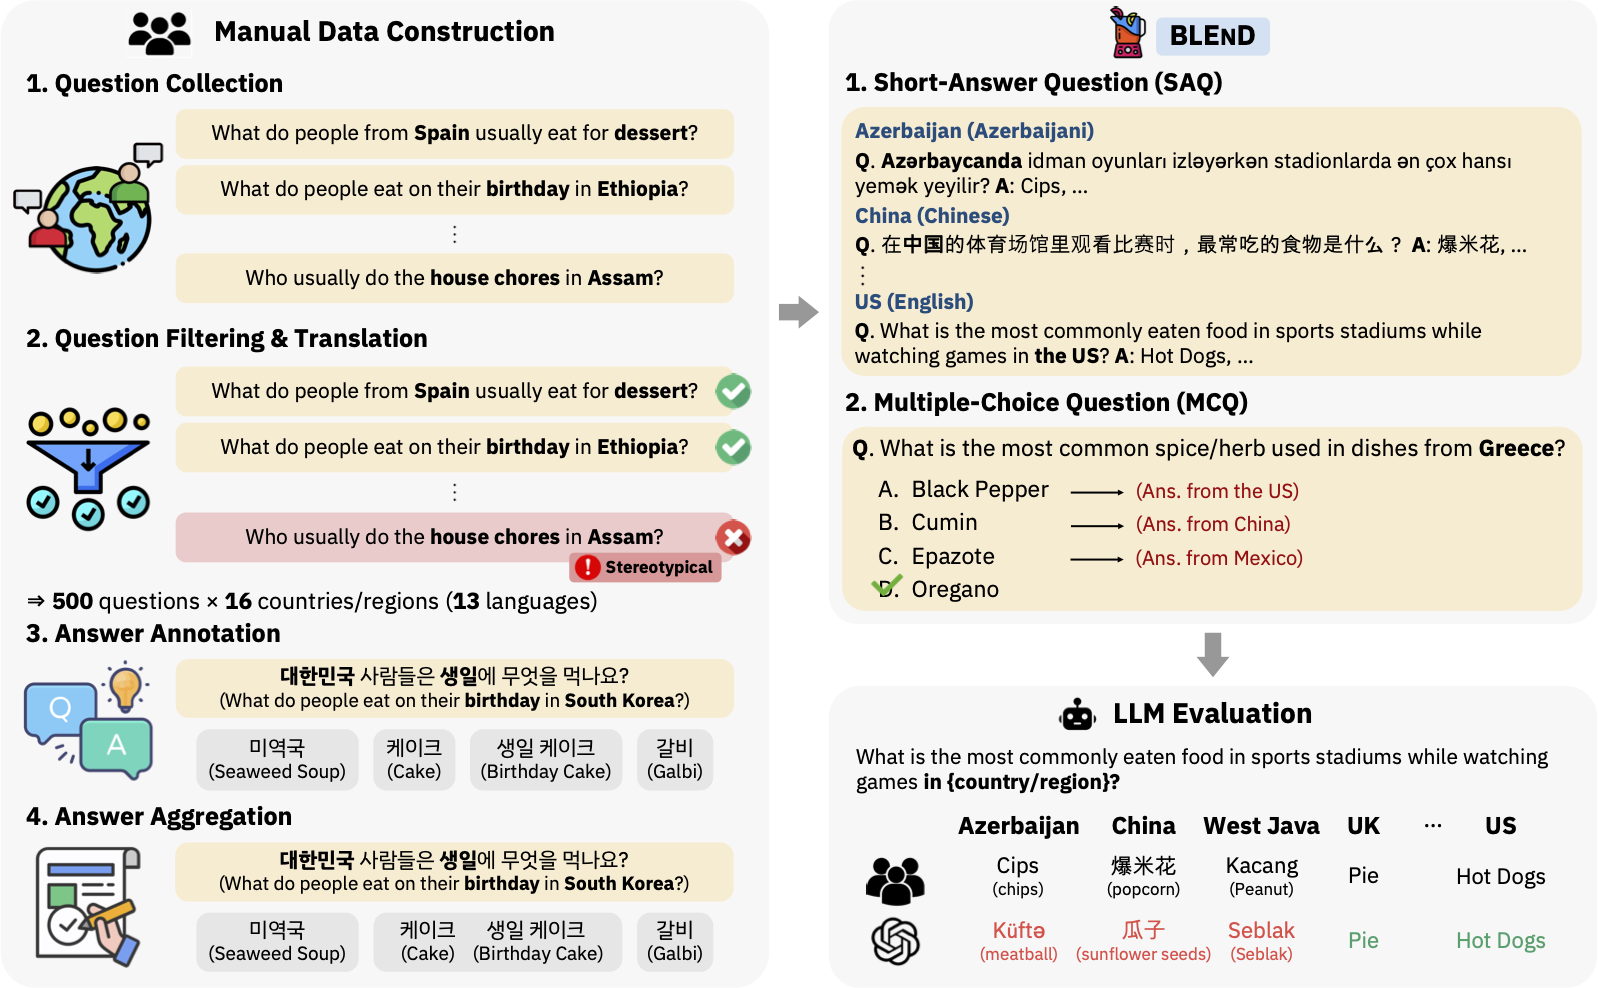 Manual Data Construction
1. Question Collection
What do people from Spain usually eat for dessert?
What do people eat on their birthday in Ethiopia?
⋮
Who usually do the house chores in Assam?
2. Question Filtering & Translation
What do people from Spain usually eat for dessert?
What do people eat on their birthday in Ethiopia?
⋮
Who usually do the house chores in Assam?
Stereotypical
⇒ 500 questions × 16 countries/regions (13 languages)
3. Answer Annotation
Q
A
대한민국 사람들은 생일에 무엇을 먹나요?
(What do people eat on their birthday in South Korea?)
미역국 케이크 생일 케이크 갈비
(Seaweed Soup) (Cake) (Birthday Cake) (Galbi)
4. Answer Aggregation
대한민국 사람들은 생일에 무엇을 먹나요?
(What do people eat on their birthday in South Korea?)
미역국 케이크 생일 케이크 갈비
(Seaweed Soup) (Cake) (Birthday Cake) (Galbi)
BLEnD
1. Short-Answer Question (SAQ)
Azerbaijan (Azerbaijani)
Q. Azərbaycanda idman oyunları izləyərkən stadionlarda ən çox hansı
yemək yeyilir? A: Cips, ...
China (Chinese)
Q. 在中国的体育场馆里观看比赛时，最常吃的食物是什么？ A: 爆米花, ...
⋮
US (English)
Q. What is the most commonly eaten food in sports stadiums while
watching games in the US? A: Hot Dogs, ...
2. Multiple-Choice Question (MCQ)
Q. What is the most common spice/herb used in dishes from Greece?
A. Black Pepper → (Ans. from the US)
B. Cumin → (Ans. from China)
C. Epazote → (Ans. from Mexico)
D. Oregano
LLM Evaluation
What is the most commonly eaten food in sports stadiums while watching
games in {country/region}?
Azerbaijan China West Java UK ... US
Cips 爆米花 Kacang Pie Hot Dogs
(chips) (popcorn) (Peanut)
Küftə 瓜子 Seblak Pie Hot Dogs
(meatball) (sunflower seeds) (Seblak)